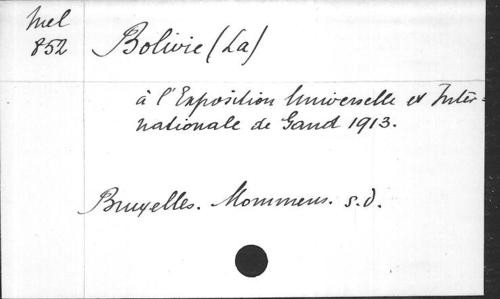 Mel
852
Bolivie (La)
à l'Exposition Universelle et Inter-
nationale de Gand 1913.
Bruxelles. Mommens. s.d.